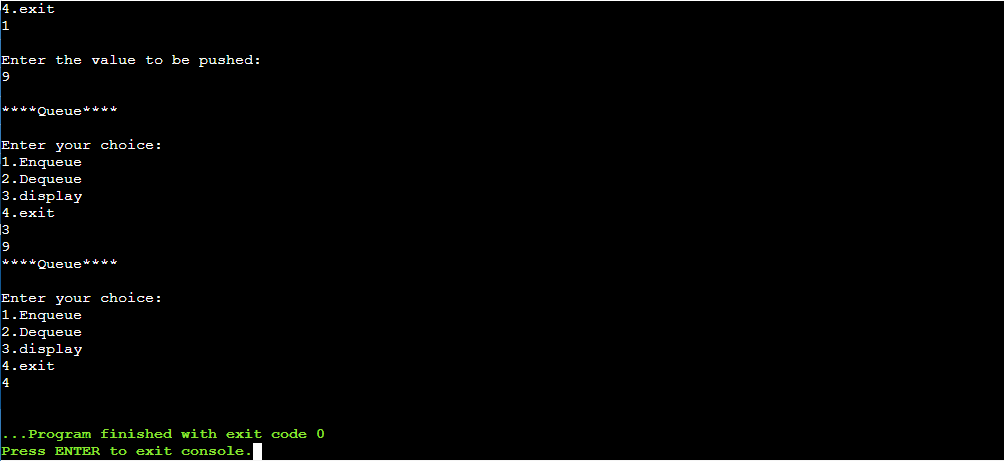 4.exit
1
Enter the value to be pushed:
9
****Queue****
Enter your choice:
1.Enqueue
2.Dequeue
3.display
4.exit
3
9
****Queue****
Enter your choice:
1.Enqueue
2.Dequeue
3.display
4.exit
4
...Program finished with exit code 0
Press ENTER to exit console.